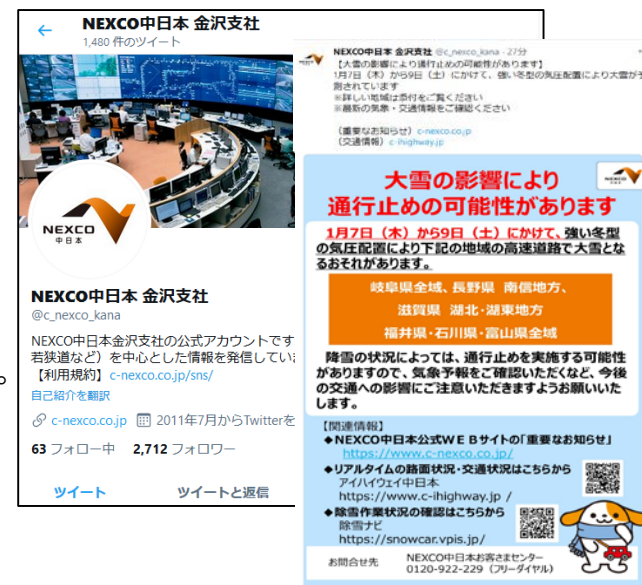 NEXCO中日本 金沢支社
1,480 件のツイート
NEXCO
中日本
NEXCO中日本 金沢支社
@c_nexco_kana
NEXCO中日本金沢支社の公式アカウントです
若狭道など）を中心とした情報を発信してい
【利用規約】c-nexco.co.jp/sns/
自己紹介を翻訳
c-nexco.co.jp 2011年7月からTwitterを
63 フォロー中 2,712 フォロワー
ツイート ツイートと返信
。
NEXCO中日本 金沢支社 @c_nexco_kana · 27分
【大雪の影響により通行止めの可能性があります】
1月7日（木）から9日（土）にかけて、強い冬型の気圧配置により大雪が予
測されています
※詳しい地域は添付をご覧ください
※最新の気象・交通情報をご確認ください
（重要なお知らせ）c-nexco.co.jp
（交通情報）c-ihighway.jp
NEXCO
大雪の影響により
通行止めの可能性があります
1月7日（木）から9日（土）にかけて、強い冬型
の気圧配置により下記の地域の高速道路で大雪とな
るおそれがあります。
岐阜県全域、長野県 南信地方、
滋賀県 湖北・湖東地方
福井県・石川県・富山県全域
降雪の状況によっては、通行止めを実施する可能性
がありますので、気象予報をご確認いただくなど、今後
の交通への影響にご注意いただきますようお願いいた
します。
【関連情報】
◆NEXCO中日本公式ＷＥＢサイトの「重要なお知らせ」
https://www.c-nexco.co.jp/
◆リアルタイムの路面状況・交通状況はこちらから
アイハイウェイ中日本
https://www.c-ihighway.jp /
◆除雪作業状況の確認はこちらから
除雪ナビ
https://snowcar.vpis.jp/
お問合せ先 NEXCO中日本お客さまセンター
0120-922-229 （フリーダイヤル）